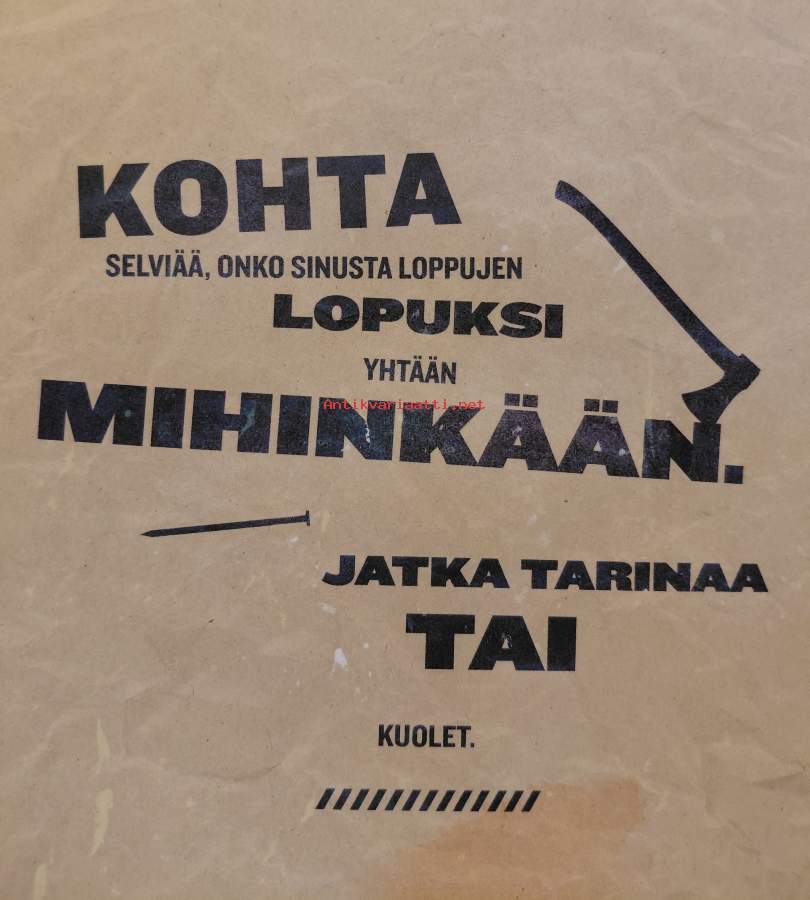 KOHTA
SELVIÄÄ, ONKO SINUSTA LOPPUJEN
LOPUKSI
YHTÄÄN
Antikvariaatti.net
MIHINKÄÄN.
JATKA TARINAA
TAI
KUOLET.